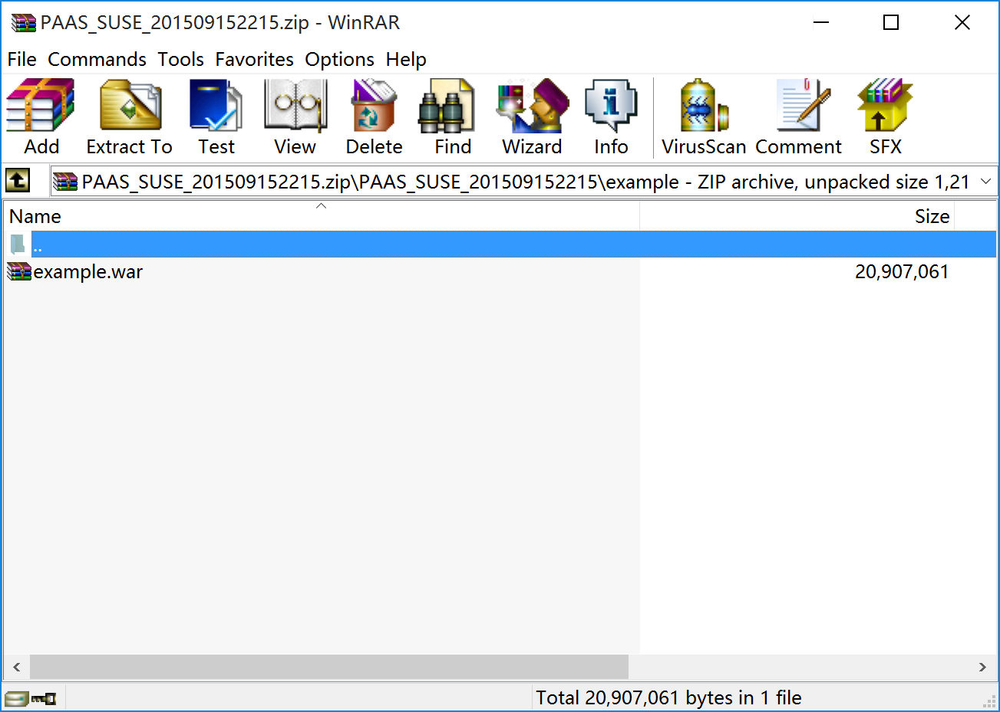 PAAS_SUSE_201509152215.zip - WinRAR
File Commands Tools Favorites Options Help
Add Extract To Test View Delete Find Wizard Info VirusScan Comment SFX
PAAS_SUSE_201509152215.zip\PAAS_SUSE_201509152215\example - ZIP archive, unpacked size 1,21
Name Size
..
example.war 20,907,061
Total 20,907,061 bytes in 1 file